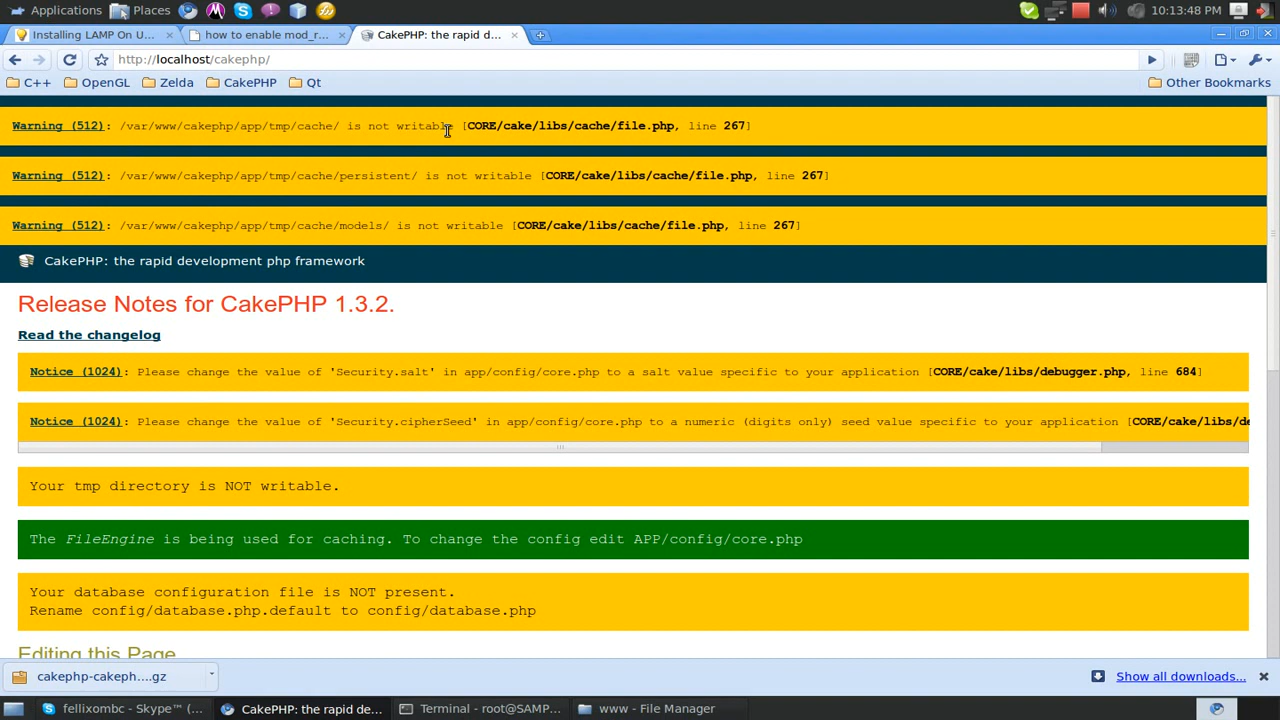 Applications Places 10:13:48 PM
Installing LAMP On U... how to enable mod_r... CakePHP: the rapid d...
http://localhost/cakephp/
C++ OpenGL Zelda CakePHP Qt Other Bookmarks
Warning (512): /var/www/cakephp/app/tmp/cache/ is not writable [CORE/cake/libs/cache/file.php, line 267]
Warning (512): /var/www/cakephp/app/tmp/cache/persistent/ is not writable [CORE/cake/libs/cache/file.php, line 267]
Warning (512): /var/www/cakephp/app/tmp/cache/models/ is not writable [CORE/cake/libs/cache/file.php, line 267]
CakePHP: the rapid development php framework
Release Notes for CakePHP 1.3.2.
Read the changelog
Notice (1024): Please change the value of 'Security.salt' in app/config/core.php to a salt value specific to your application [CORE/cake/libs/debugger.php, line 684]
Notice (1024): Please change the value of 'Security.cipherSeed' in app/config/core.php to a numeric (digits only) seed value specific to your application [CORE/cake/libs/de
Your tmp directory is NOT writable.
The FileEngine is being used for caching. To change the config edit APP/config/core.php
Your database configuration file is NOT present.
Rename config/database.php.default to config/database.php
Editing this Page
cakephp-cakeph....gz Show all downloads...
fellixombc - Skype™ (... CakePHP: the rapid de... Terminal - root@SAMP... www - File Manager